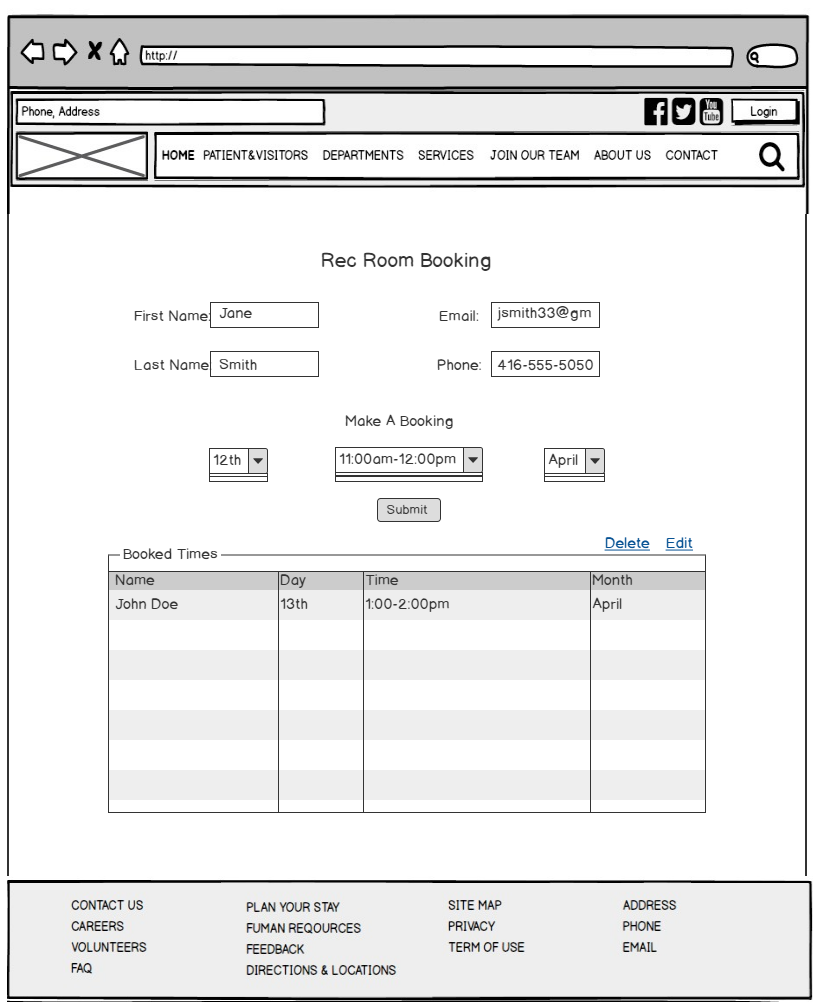 http://
Phone, Address
You Tube
Login
HOME PATIENT&VISITORS DEPARTMENTS SERVICES JOIN OUR TEAM ABOUT US CONTACT
Rec Room Booking
First Name: Jane Email: jsmith33@gm
Last Name Smith Phone: 416-555-5050
Make A Booking
12th 11:00am-12:00pm April
Submit
Delete Edit
Booked Times
Name Day Time Month
John Doe 13th 1:00-2:00pm April
CONTACT US PLAN YOUR STAY SITE MAP ADDRESS
CAREERS FUMAN REQOURCES PRIVACY PHONE
VOLUNTEERS FEEDBACK TERM OF USE EMAIL
FAQ DIRECTIONS & LOCATIONS